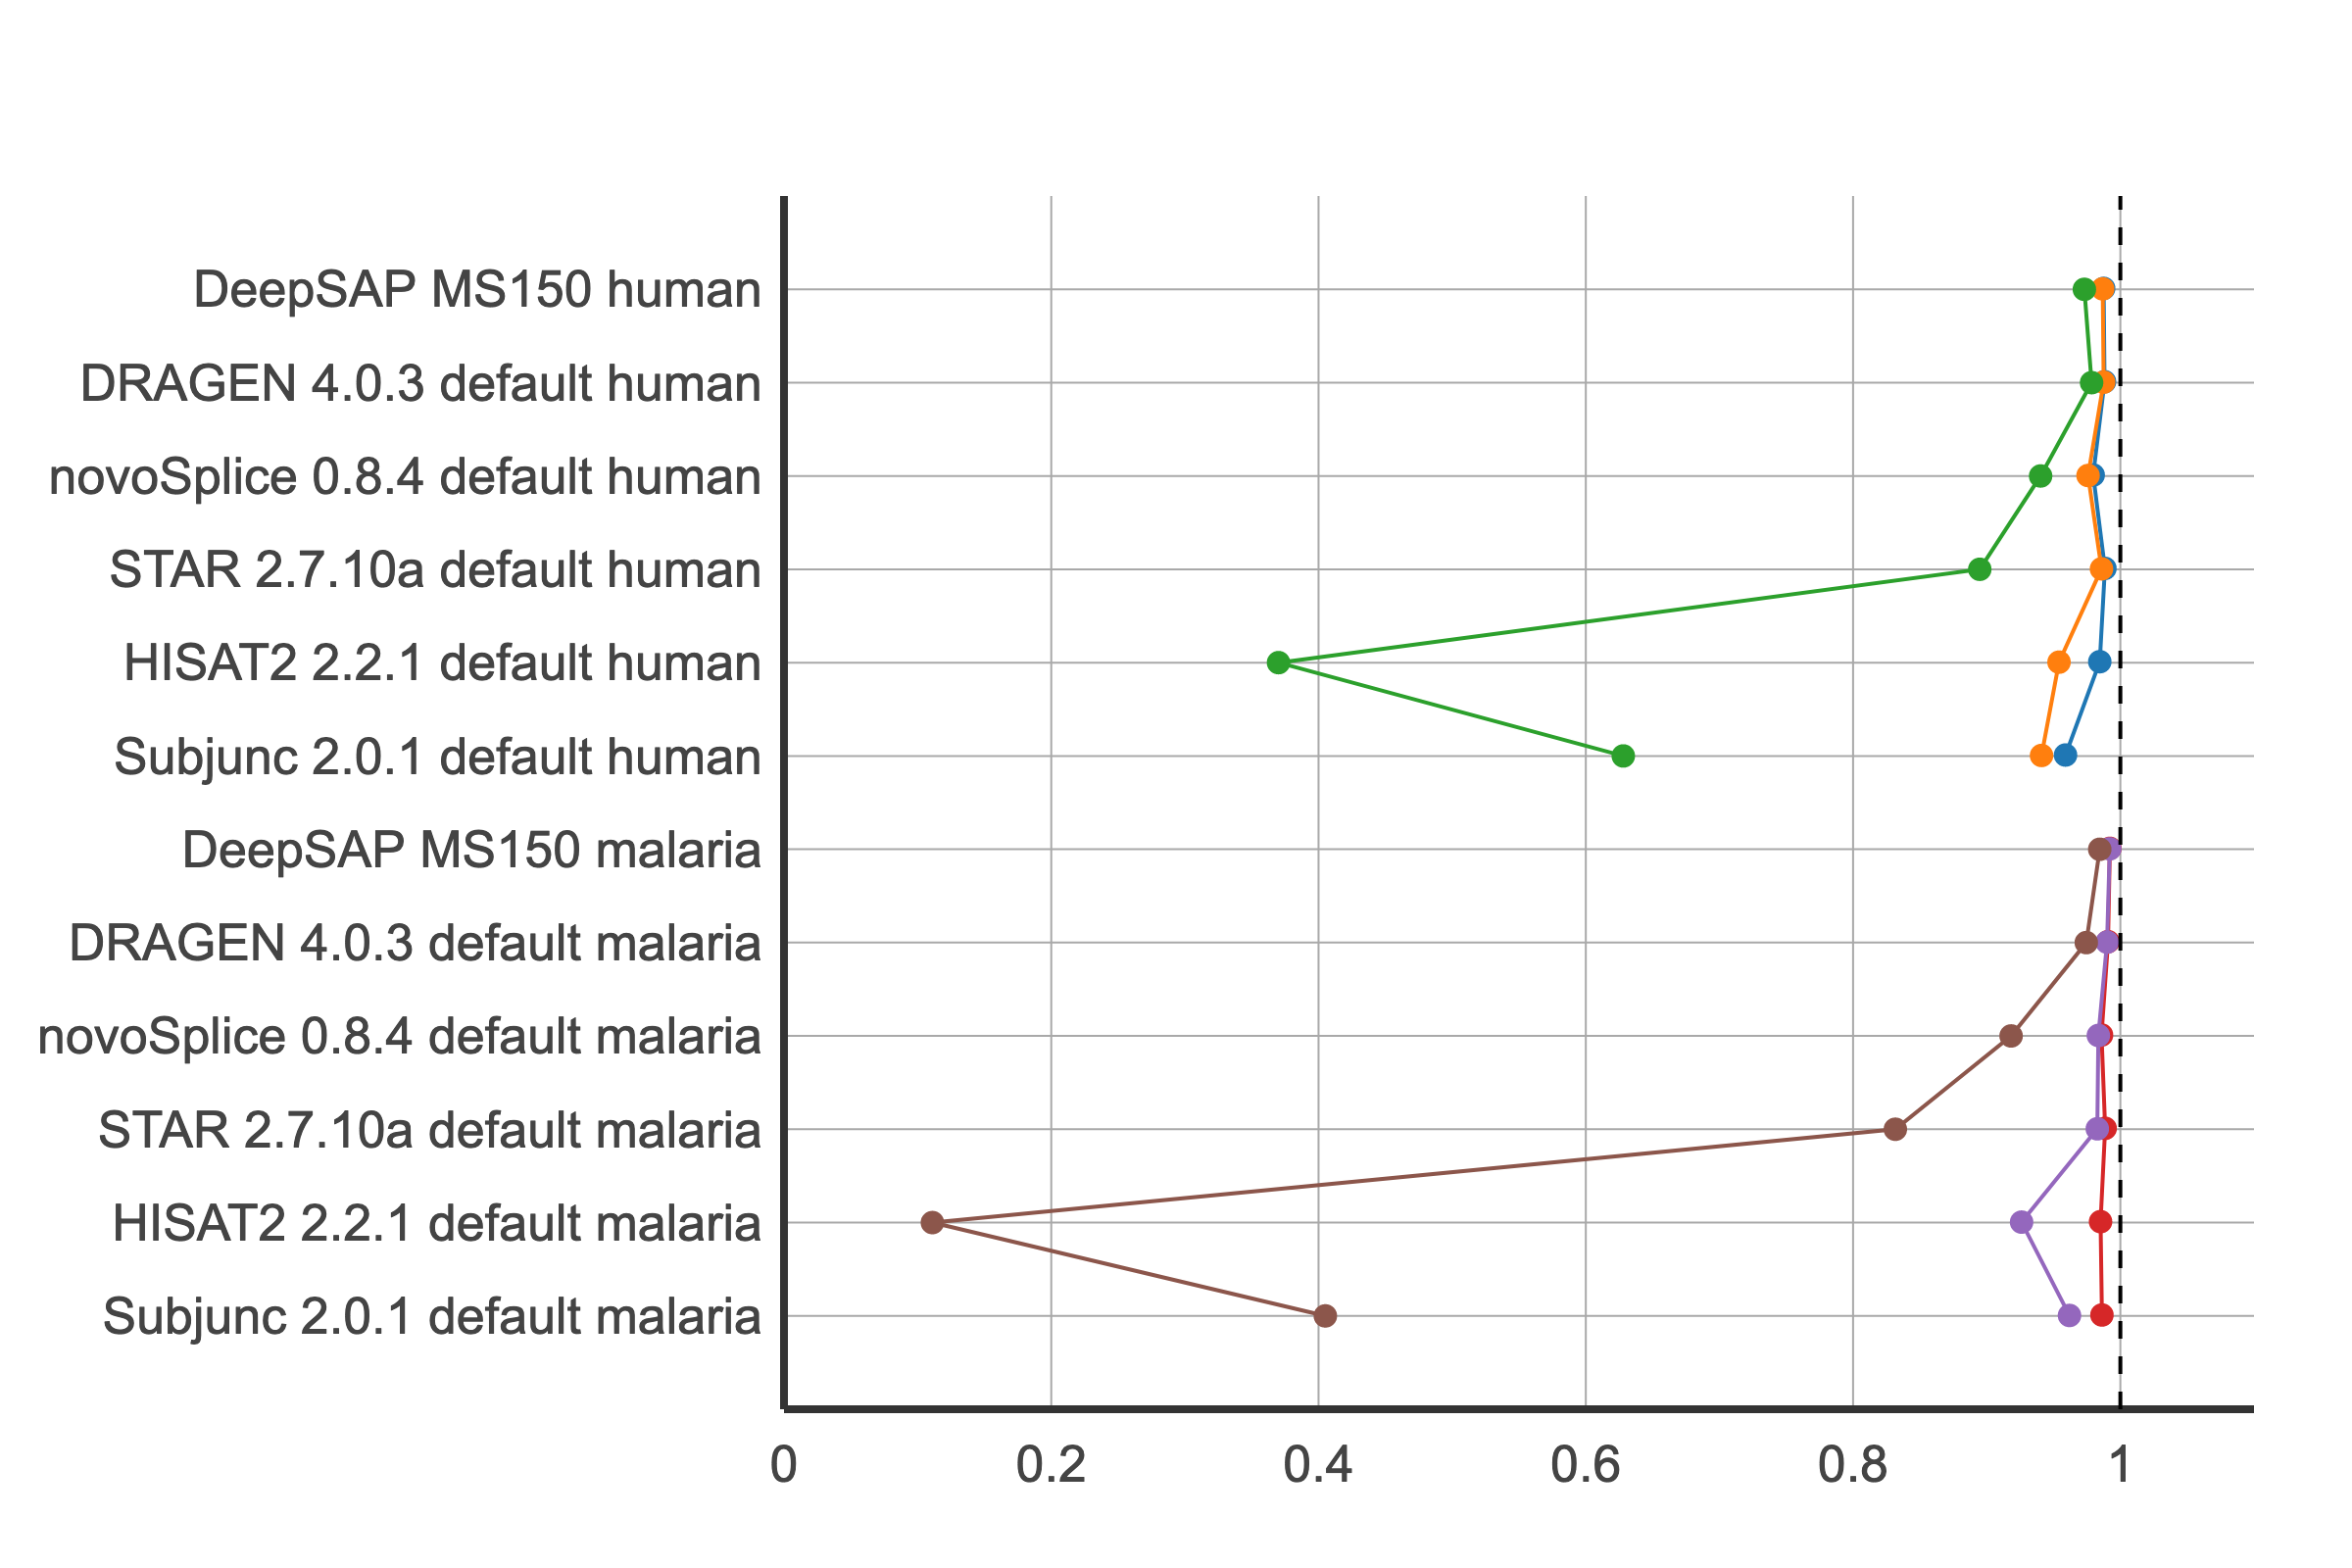 DeepSAP MS150 human
DRAGEN 4.0.3 default human
novoSplice 0.8.4 default human
STAR 2.7.10a default human
HISAT2 2.2.1 default human
Subjunc 2.0.1 default human
DeepSAP MS150 malaria
DRAGEN 4.0.3 default malaria
novoSplice 0.8.4 default malaria
STAR 2.7.10a default malaria
HISAT2 2.2.1 default malaria
Subjunc 2.0.1 default malaria
0 0.2 0.4 0.6 0.8 1